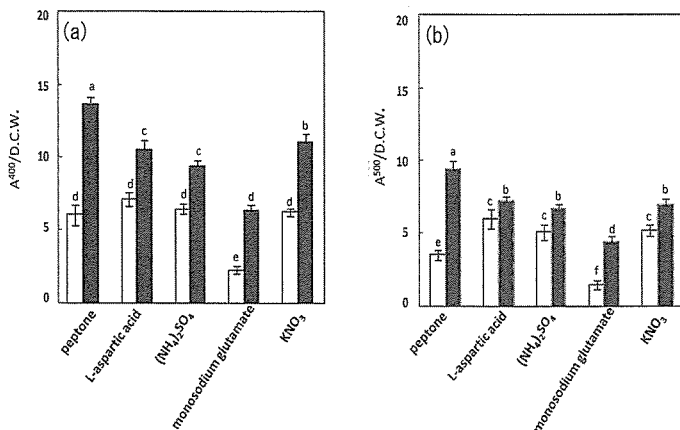 (a)
20
15
10
5
0
A⁴⁰⁰/D.C.W.
d
a
d
c
d
c
e
d
d
b
peptone
L-aspartic acid
(NH₄)₂SO₄
monosodium glutamate
KNO₃
(b)
20
15
10
5
0
A⁵⁰⁰/D.C.W.
e
a
c
b
c
b
f
d
c
b
peptone
L-aspartic acid
(NH₄)₂SO₄
monosodium glutamate
KNO₃